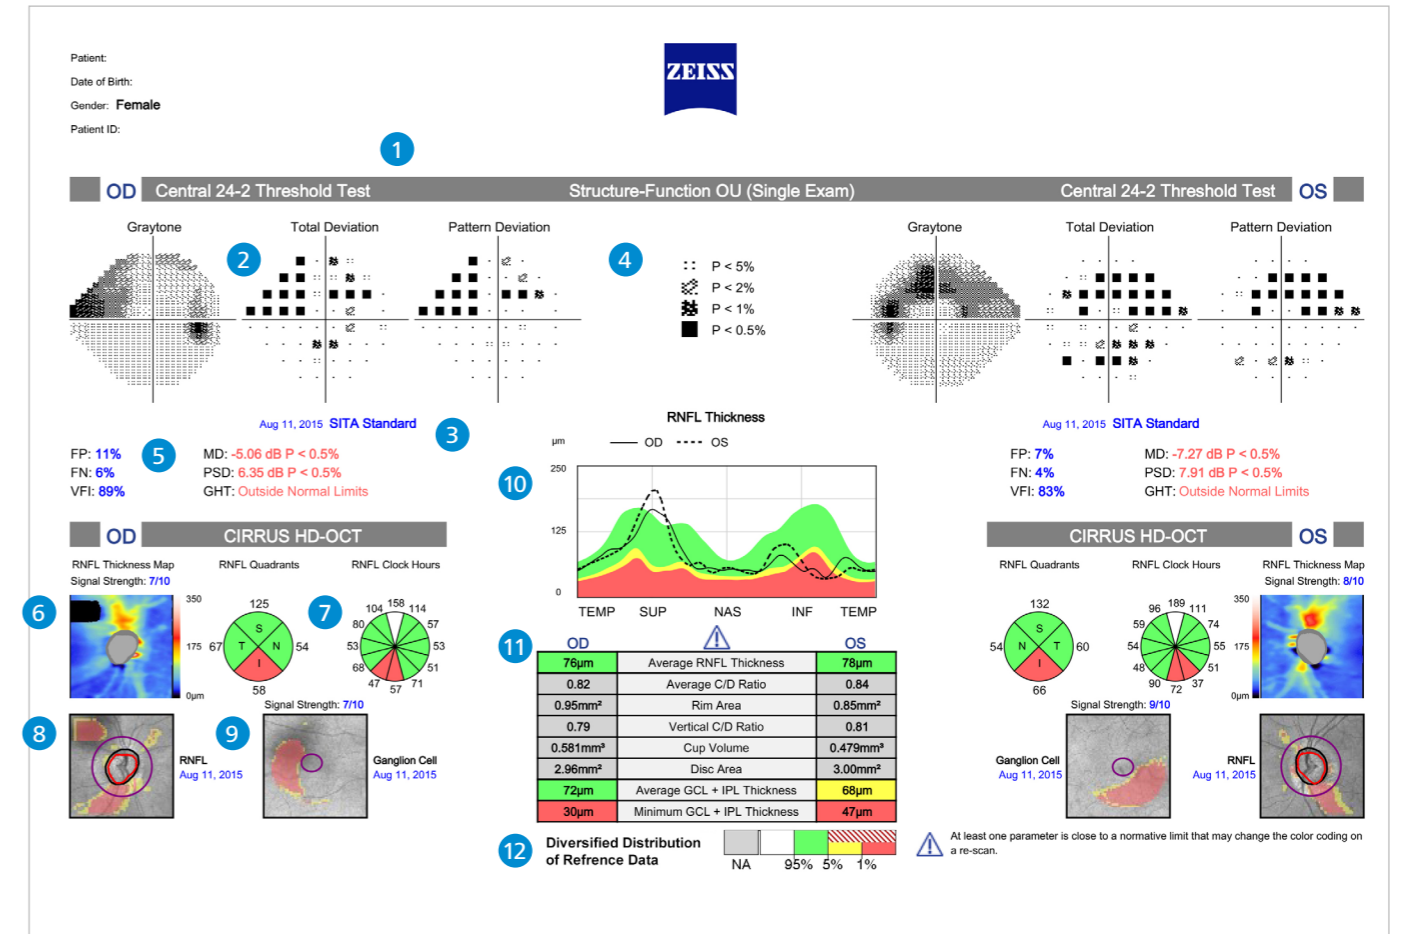 Patient:
Date of Birth:
Gender: Female
Patient ID:
ZEISS
1
OD Central 24-2 Threshold Test Structure-Function OU (Single Exam) Central 24-2 Threshold Test OS
Graytone Total Deviation Pattern Deviation
2
4
P < 5%
P < 2%
P < 1%
P < 0.5%
Graytone Total Deviation Pattern Deviation
Aug 11, 2015 SITA Standard
3
5
FP: 11% MD: -5.06 dB P < 0.5%
FN: 6% PSD: 6.35 dB P < 0.5%
VFI: 89% GHT: Outside Normal Limits
Aug 11, 2015 SITA Standard
FP: 7% MD: -7.27 dB P < 0.5%
FN: 4% PSD: 7.91 dB P < 0.5%
VFI: 83% GHT: Outside Normal Limits
RNFL Thickness
µm OD OS
10
250
125
0
TEMP SUP NAS INF TEMP
OD CIRRUS HD-OCT
RNFL Thickness Map RNFL Quadrants RNFL Clock Hours
Signal Strength: 7/10
6
350
175
0µm
125
S
67 T N 54
I
58
7
104 158 114
80 57
53 53
68 51
47 57 71
Signal Strength: 7/10
8
RNFL
Aug 11, 2015
9
Ganglion Cell
Aug 11, 2015
11
OD OS
76µm Average RNFL Thickness 78µm
0.82 Average C/D Ratio 0.84
0.95mm² Rim Area 0.85mm²
0.79 Vertical C/D Ratio 0.81
0.581mm³ Cup Volume 0.479mm³
2.96mm² Disc Area 3.00mm²
72µm Average GCL + IPL Thickness 68µm
30µm Minimum GCL + IPL Thickness 47µm
12
Diversified Distribution
of Refrence Data
NA 95% 5% 1%
CIRRUS HD-OCT OS
RNFL Quadrants RNFL Clock Hours RNFL Thickness Map
Signal Strength: 8/10
132
S
54 N T 60
I
66
96 189 111
59 74
54 55
48 51
90 72 37
350
175
0µm
Signal Strength: 9/10
Ganglion Cell
Aug 11, 2015
RNFL
Aug 11, 2015
At least one parameter is close to a normative limit that may change the color coding on
a re-scan.